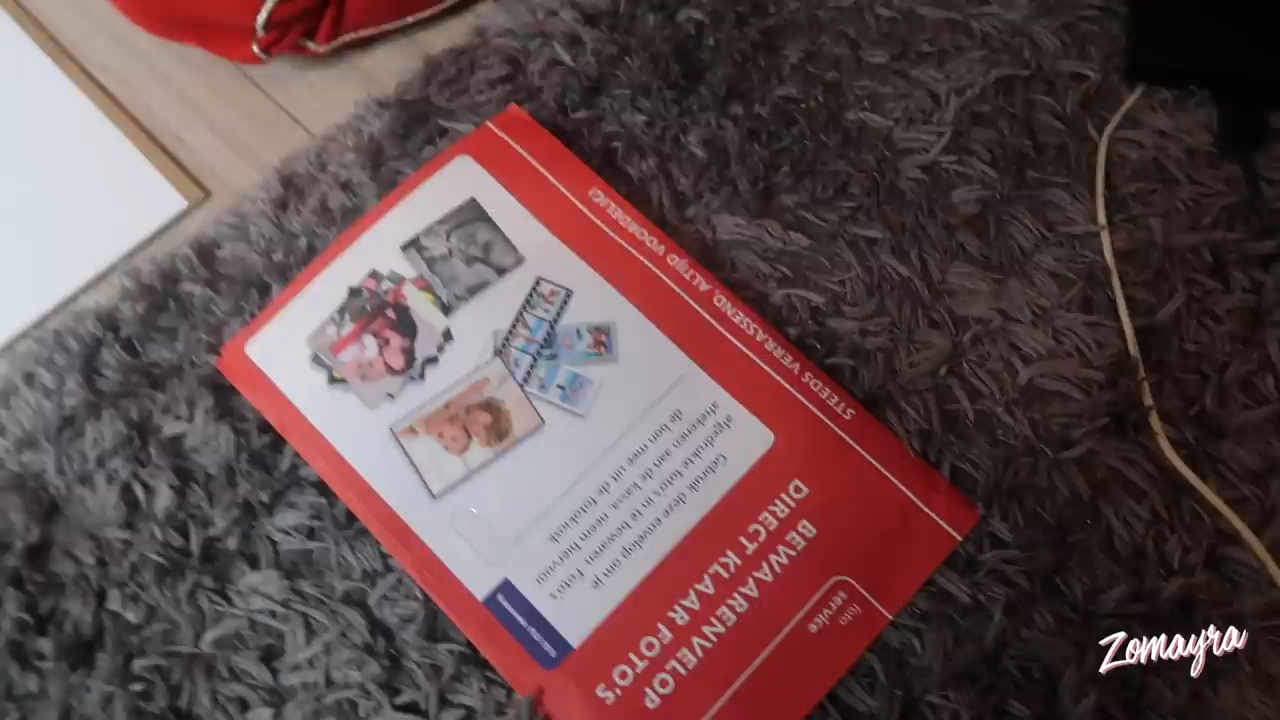 foto
service
BEWAARENVELOP
DIRECT KLAAR FOTO'S
Gebruik deze envelop om je
afgedrukte foto's in te bewaren. Foto's
afrekenen aan de kassa, neem hiervoor
de bon mee uit de fotokiosk.
STEEDS VERRASSEND, ALTIJD VOORDELIG!
Zomayra